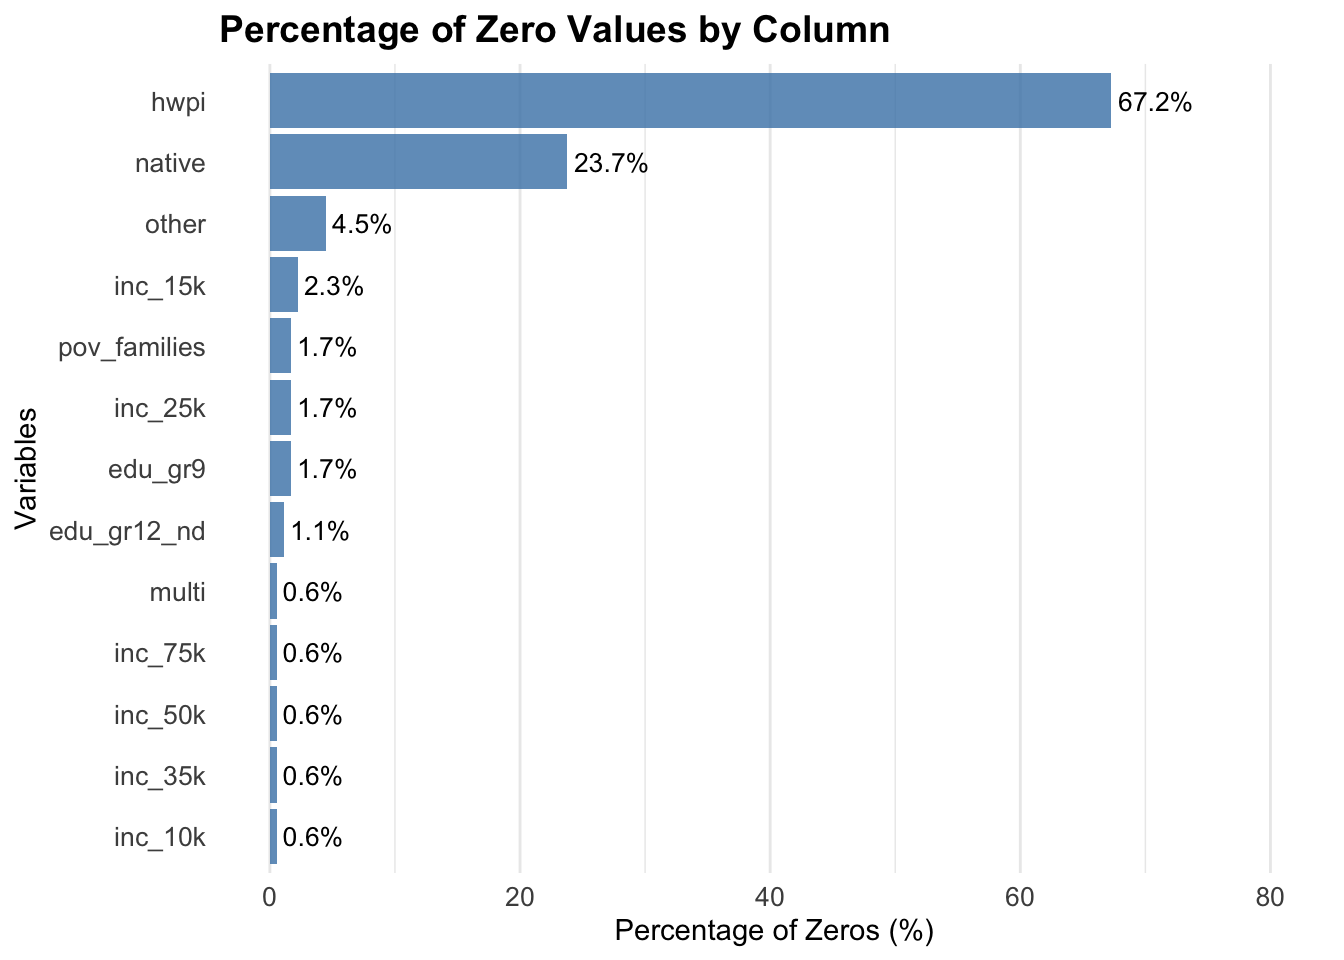 Percentage of Zero Values by Column
hwpi 67.2%
native 23.7%
other 4.5%
inc_15k 2.3%
pov_families 1.7%
inc_25k 1.7%
edu_gr9 1.7%
edu_gr12_nd 1.1%
multi 0.6%
inc_75k 0.6%
inc_50k 0.6%
inc_35k 0.6%
inc_10k 0.6%
Variables
0 20 40 60 80
Percentage of Zeros (%)